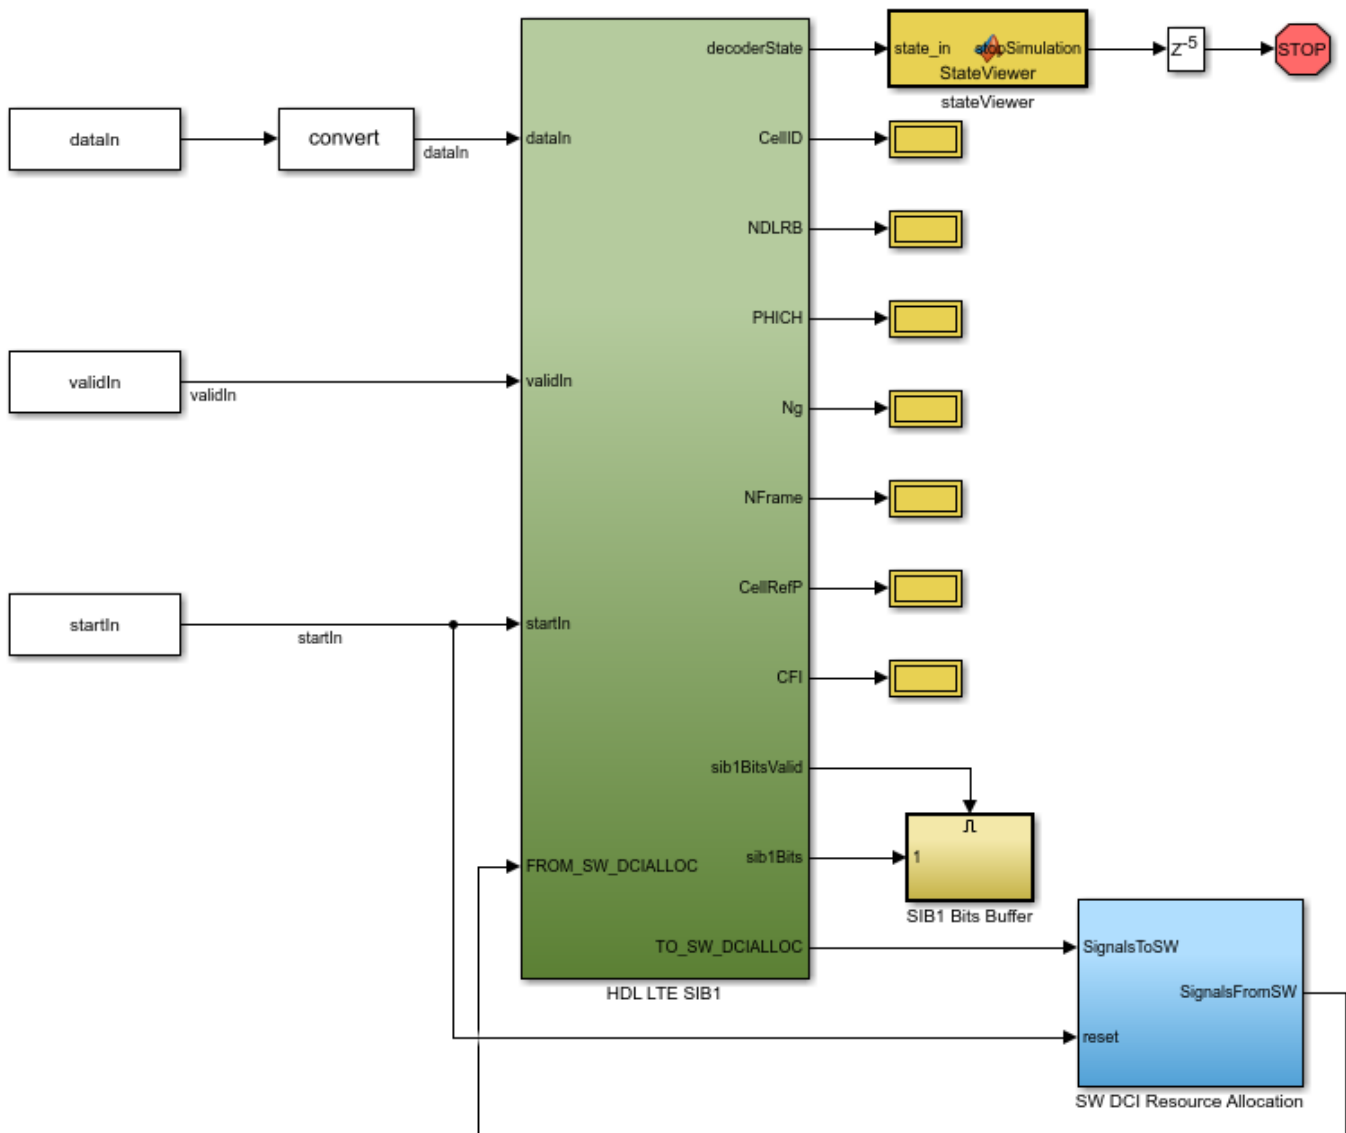 decoderState
state_in
stopSimulation
StateViewer
stateViewer
Z-5
STOP
dataIn
convert
dataIn
dataIn
CellID
NDLRB
PHICH
validIn
validIn
validIn
Ng
NFrame
CellRefP
startIn
startIn
startIn
CFI
sib1BitsValid
sib1Bits
1
FROM_SW_DCIALLOC
SIB1 Bits Buffer
TO_SW_DCIALLOC
SignalsToSW
HDL LTE SIB1
SignalsFromSW
reset
SW DCI Resource Allocation